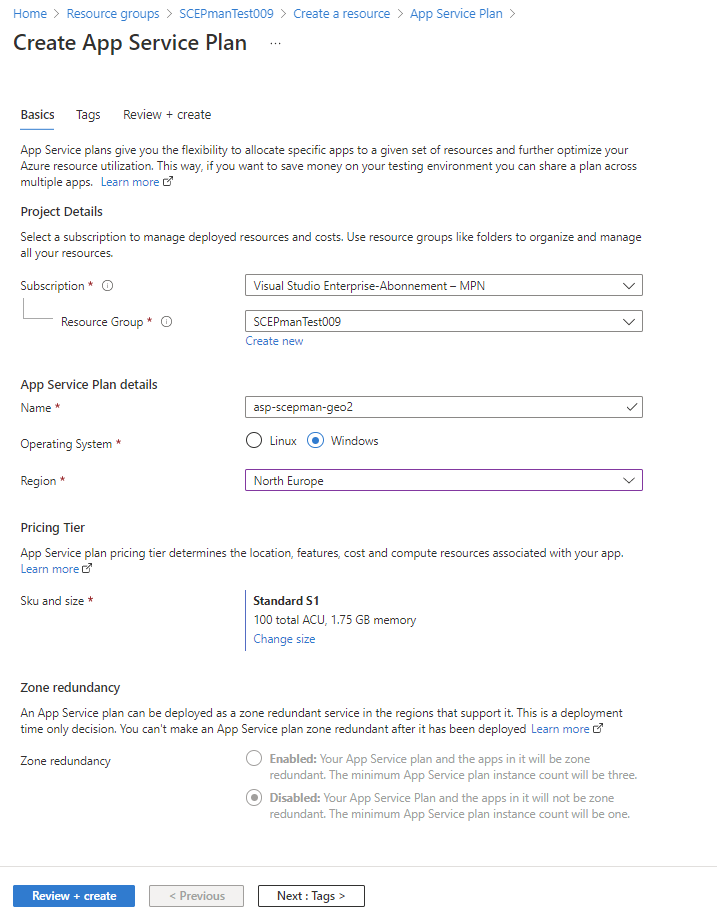 Home > Resource groups > SCEPmanTest009 > Create a resource > App Service Plan >
Create App Service Plan ...
Basics Tags Review + create
App Service plans give you the flexibility to allocate specific apps to a given set of resources and further optimize your
Azure resource utilization. This way, if you want to save money on your testing environment you can share a plan across
multiple apps. Learn more
Project Details
Select a subscription to manage deployed resources and costs. Use resource groups like folders to organize and manage
all your resources.
Subscription * Visual Studio Enterprise-Abonnement – MPN
Resource Group * SCEPmanTest009
Create new
App Service Plan details
Name * asp-scepman-geo2
Operating System * Linux Windows
Region * North Europe
Pricing Tier
App Service plan pricing tier determines the location, features, cost and compute resources associated with your app.
Learn more
Sku and size * Standard S1
100 total ACU, 1.75 GB memory
Change size
Zone redundancy
An App Service plan can be deployed as a zone redundant service in the regions that support it. This is a deployment
time only decision. You can't make an App Service plan zone redundant after it has been deployed Learn more
Zone redundancy Enabled: Your App Service plan and the apps in it will be zone
redundant. The minimum App Service plan instance count will be three.
Disabled: Your App Service Plan and the apps in it will not be zone
redundant. The minimum App Service plan instance count will be one.
Review + create < Previous Next : Tags >